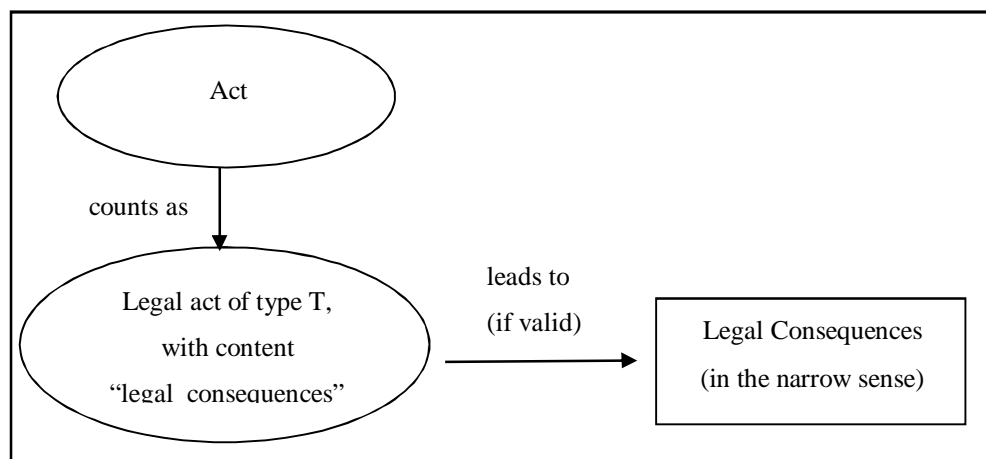 Act
counts as
Legal act of type T,
with content
“legal consequences”
leads to
(if valid)
Legal Consequences
(in the narrow sense)